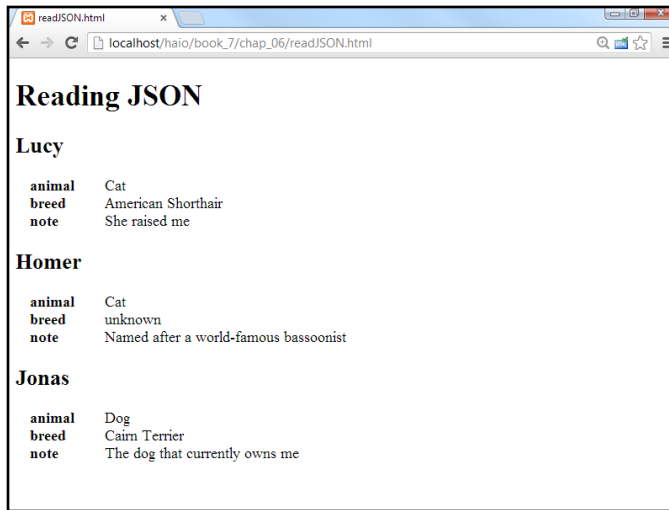 readJSON.html
localhost/haio/book_7/chap_06/readJSON.html
Reading JSON
Lucy
animal Cat
breed American Shorthair
note She raised me
Homer
animal Cat
breed unknown
note Named after a world-famous bassoonist
Jonas
animal Dog
breed Cairn Terrier
note The dog that currently owns me